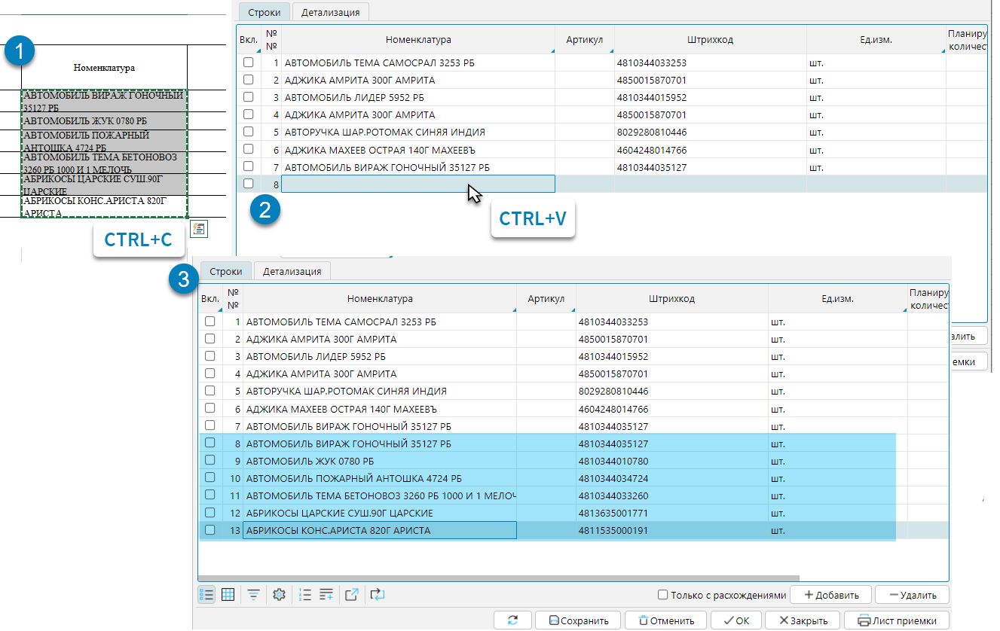 1
Номенклатура
АВТОМОБИЛЬ ВИРАЖ ГОНОЧНЫЙ
35127 РБ
АВТОМОБИЛЬ ЖУК 0780 РБ
АВТОМОБИЛЬ ПОЖАРНЫЙ
АНТОШКА 4724 РБ
АВТОМОБИЛЬ ТЕМА БЕТОНОВОЗ
3260 РБ 1000 И 1 МЕЛОЧЬ
АБРИКОСЫ ЦАРСКИЕ СУШ.90Г
ЦАРСКИЕ
АБРИКОСЫ КОНС.АРИСТА 820Г
АРИСТА
CTRL+C
Строки Детализация
Вкл. №№ Номенклатура Артикул Штрихкод Ед.изм. Планиру количест
1 АВТОМОБИЛЬ ТЕМА САМОСРАЛ 3253 РБ 4810344033253 шт.
2 АДЖИКА АМРИТА 300Г АМРИТА 4850015870701 шт.
3 АВТОМОБИЛЬ ЛИДЕР 5952 РБ 4810344015952 шт.
4 АДЖИКА АМРИТА 300Г АМРИТА 4850015870701 шт.
5 АВТОРУЧКА ШАР.РОТОМАК СИНЯЯ ИНДИЯ 8029280810446 шт.
6 АДЖИКА МАХЕЕВ ОСТРАЯ 140Г МАХЕЕВЪ 4604248014766 шт.
7 АВТОМОБИЛЬ ВИРАЖ ГОНОЧНЫЙ 35127 РБ 4810344035127 шт.
8
2
CTRL+V
алить
емки
3
Строки Детализация
Вкл. №№ Номенклатура Артикул Штрихкод Ед.изм. Планиру количест
1 АВТОМОБИЛЬ ТЕМА САМОСРАЛ 3253 РБ 4810344033253 шт.
2 АДЖИКА АМРИТА 300Г АМРИТА 4850015870701 шт.
3 АВТОМОБИЛЬ ЛИДЕР 5952 РБ 4810344015952 шт.
4 АДЖИКА АМРИТА 300Г АМРИТА 4850015870701 шт.
5 АВТОРУЧКА ШАР.РОТОМАК СИНЯЯ ИНДИЯ 8029280810446 шт.
6 АДЖИКА МАХЕЕВ ОСТРАЯ 140Г МАХЕЕВЪ 4604248014766 шт.
7 АВТОМОБИЛЬ ВИРАЖ ГОНОЧНЫЙ 35127 РБ 4810344035127 шт.
8 АВТОМОБИЛЬ ВИРАЖ ГОНОЧНЫЙ 35127 РБ 4810344035127 шт.
9 АВТОМОБИЛЬ ЖУК 0780 РБ 4810344010780 шт.
10 АВТОМОБИЛЬ ПОЖАРНЫЙ АНТОШКА 4724 РБ 4810344034724 шт.
11 АВТОМОБИЛЬ ТЕМА БЕТОНОВОЗ 3260 РБ 1000 И 1 МЕЛОЧ 4810344033260 шт.
12 АБРИКОСЫ ЦАРСКИЕ СУШ.90Г ЦАРСКИЕ 4813635001771 шт.
13 АБРИКОСЫ КОНС.АРИСТА 820Г АРИСТА 4811535000191 шт.
Только с расхождениями Добавить Удалить
Сохранить Отменить ОК Закрыть Лист приемки